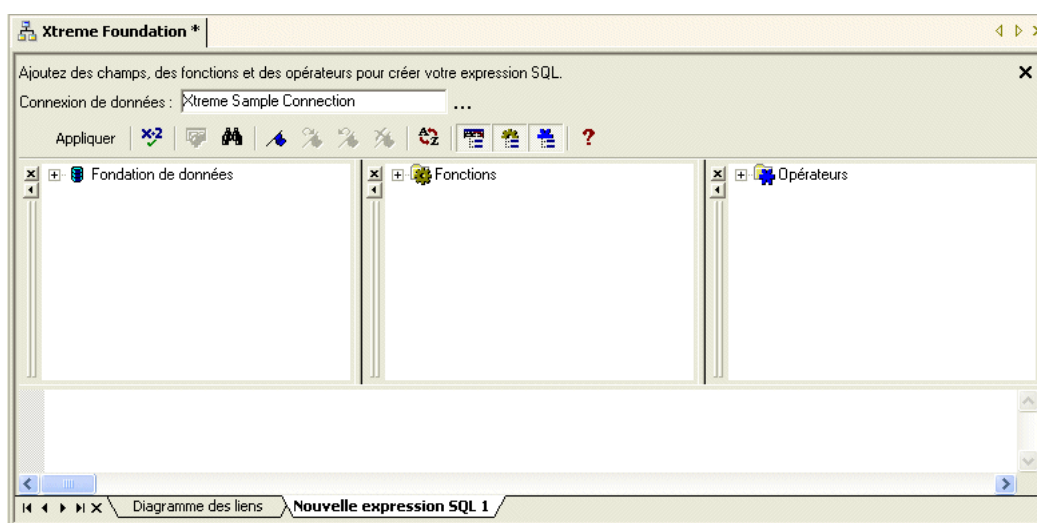 Xtreme Foundation *
Ajoutez des champs, des fonctions et des opérateurs pour créer votre expression SQL.
Connexion de données : Xtreme Sample Connection ...
Appliquer
Fondation de données
Fonctions
Opérateurs
Diagramme des liens
Nouvelle expression SQL 1